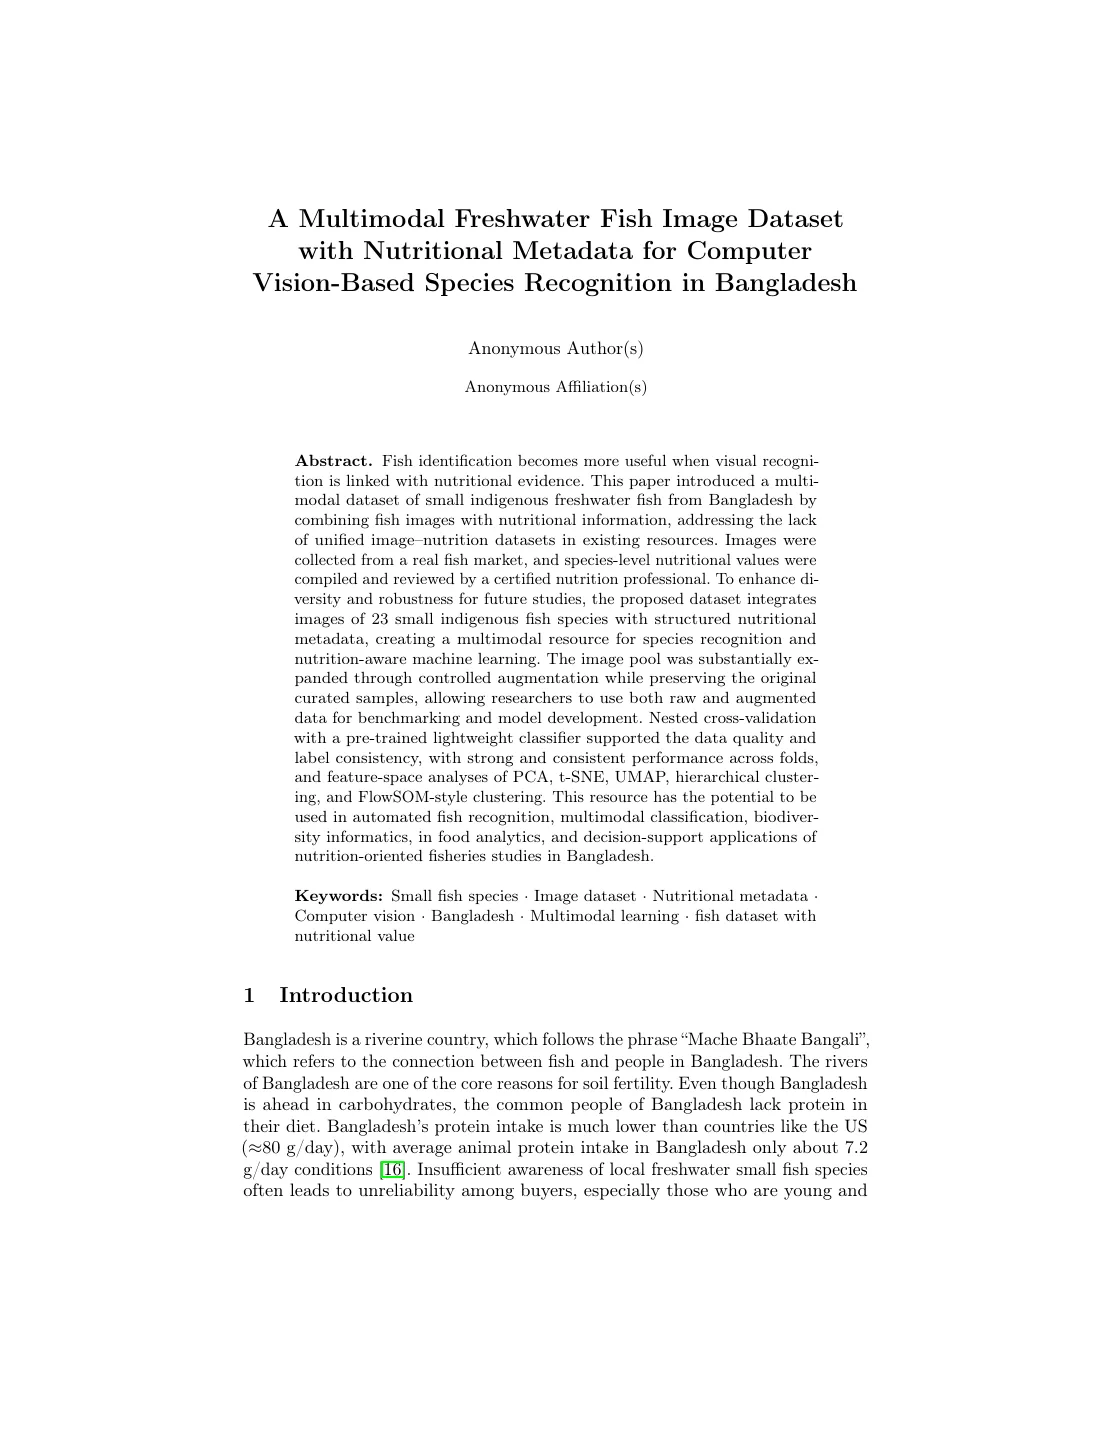 A Multimodal Freshwater Fish Image Dataset
with Nutritional Metadata for Computer
Vision-Based Species Recognition in Bangladesh
Anonymous Author(s)
Anonymous Affiliation(s)
Abstract. Fish identification becomes more useful when visual recogni-
tion is linked with nutritional evidence. This paper introduced a multi-
modal dataset of small indigenous freshwater fish from Bangladesh by
combining fish images with nutritional information, addressing the lack
of unified image–nutrition datasets in existing resources. Images were
collected from a real fish market, and species-level nutritional values were
compiled and reviewed by a certified nutrition professional. To enhance di-
versity and robustness for future studies, the proposed dataset integrates
images of 23 small indigenous fish species with structured nutritional
metadata, creating a multimodal resource for species recognition and
nutrition-aware machine learning. The image pool was substantially ex-
panded through controlled augmentation while preserving the original
curated samples, allowing researchers to use both raw and augmented
data for benchmarking and model development. Nested cross-validation
with a pre-trained lightweight classifier supported the data quality and
label consistency, with strong and consistent performance across folds,
and feature-space analyses of PCA, t-SNE, UMAP, hierarchical cluster-
ing, and FlowSOM-style clustering. This resource has the potential to be
used in automated fish recognition, multimodal classification, biodiver-
sity informatics, in food analytics, and decision-support applications of
nutrition-oriented fisheries studies in Bangladesh.
Keywords: Small fish species · Image dataset · Nutritional metadata ·
Computer vision · Bangladesh · Multimodal learning · fish dataset with
nutritional value
1 Introduction
Bangladesh is a riverine country, which follows the phrase “Mache Bhaate Bangali”,
which refers to the connection between fish and people in Bangladesh. The rivers
of Bangladesh are one of the core reasons for soil fertility. Even though Bangladesh
is ahead in carbohydrates, the common people of Bangladesh lack protein in
their diet. Bangladesh’s protein intake is much lower than countries like the US
(≈80 g/day), with average animal protein intake in Bangladesh only about 7.2
g/day conditions [16]. Insufficient awareness of local freshwater small fish species
often leads to unreliability among buyers, especially those who are young and